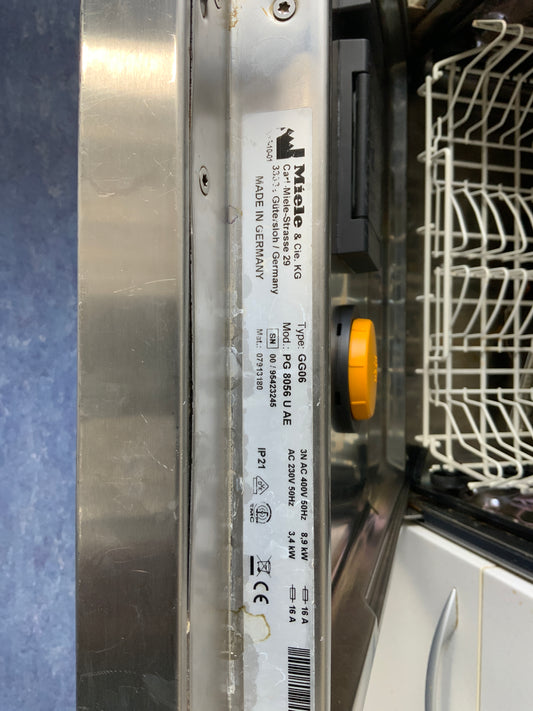 Miele & Cie. KG
Carl-Miele-Strasse 29
Gütersloh / Germany
MADE IN GERMANY
Type: GG06
Mod.: PG 8056 U AE
SN 00 / 95423245
Mat.: 07913180
3N AC 400V 50Hz 8,9 kW 16 A
AC 230V 50Hz 3,4 kW 16 A
IP21
EMC
CE